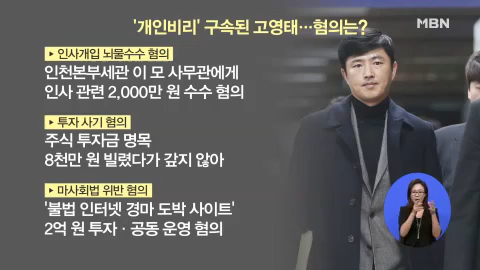 '개인비리' 구속된 고영태…혐의는?
MBN
▶ 인사개입 뇌물수수 혐의
인천본부세관 이 모 사무관에게
인사 관련 2,000만 원 수수 혐의
▶ 투자 사기 혐의
주식 투자금 명목
8천만 원 빌렸다가 갚지 않아
▶ 마사회법 위반 혐의
'불법 인터넷 경마 도박 사이트'
2억 원 투자·공동 운영 혐의